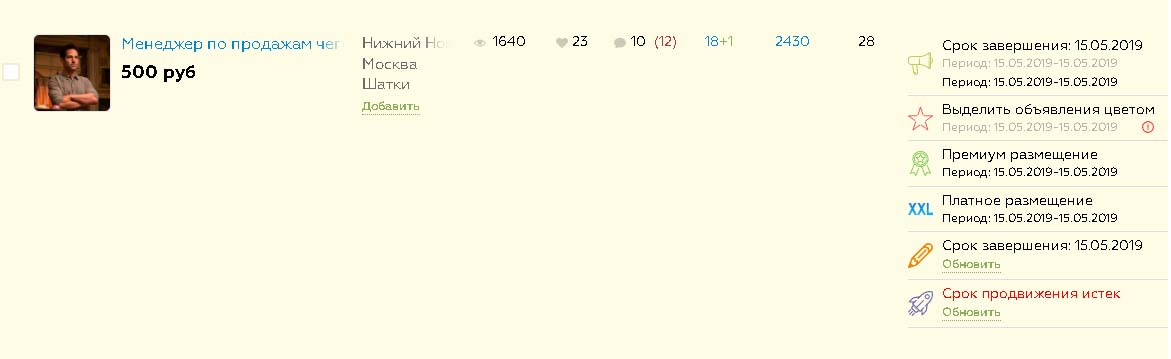 Менеджер по продажам
500 руб
Нижний
Москва
Шатки
Добавить
1640
23
10 (12)
18+1
2430
28
Срок завершения: 15.05.2019
Период: 15.05.2019-15.05.2019
Период: 15.05.2019-15.05.2019
Выделить объявления цветом
Период: 15.05.2019-15.05.2019
Премиум размещение
Период: 15.05.2019-15.05.2019
XXL
Платное размещение
Период: 15.05.2019-15.05.2019
Срок завершения: 15.05.2019
Обновить
Срок продвижения истек
Обновить